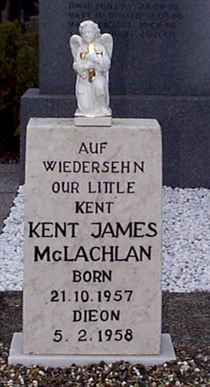 AUF
WIEDERSEHN
OUR LITTLE
KENT
KENT JAMES
McLACHLAN
BORN
21.10.1957
DIEON
5. 2. 1958